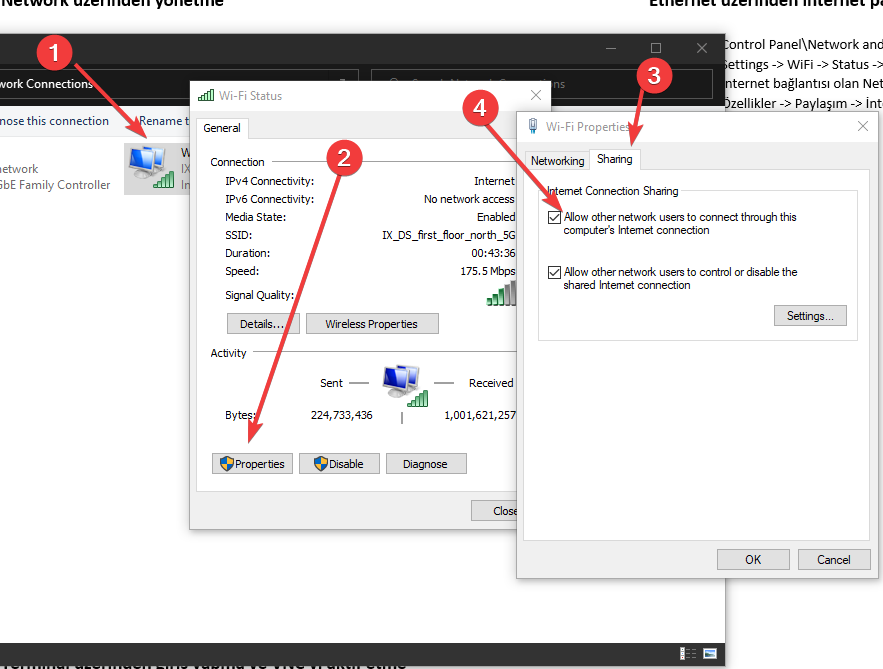 Network üzerinden yönetme
Ethernet üzerinden internet pa
1
Control Panel\Network and
Settings -> WiFi -> Status ->
internet bağlantısı olan Net
Özellikler -> Paylaşım -> İnt
work Connections
3
nose this connection
Rename t
network
GbE Family Controller
W
IX
In
Wi-Fi Status
General
Connection
2
IPv4 Connectivity: Internet
IPv6 Connectivity: No network access
Media State: Enabled
SSID: IX_DS_first_floor_north_5G
Duration: 00:43:36
Speed: 175.5 Mbps
Signal Quality:
Details...
Wireless Properties
Activity
Sent
Received
Bytes: 224,733,436 1,001,621,257
Properties
Disable
Diagnose
Close
4
Wi-Fi Properties
Networking
Sharing
Internet Connection Sharing
Allow other network users to connect through this
computer's Internet connection
Allow other network users to control or disable the
shared Internet connection
Settings...
OK
Cancel